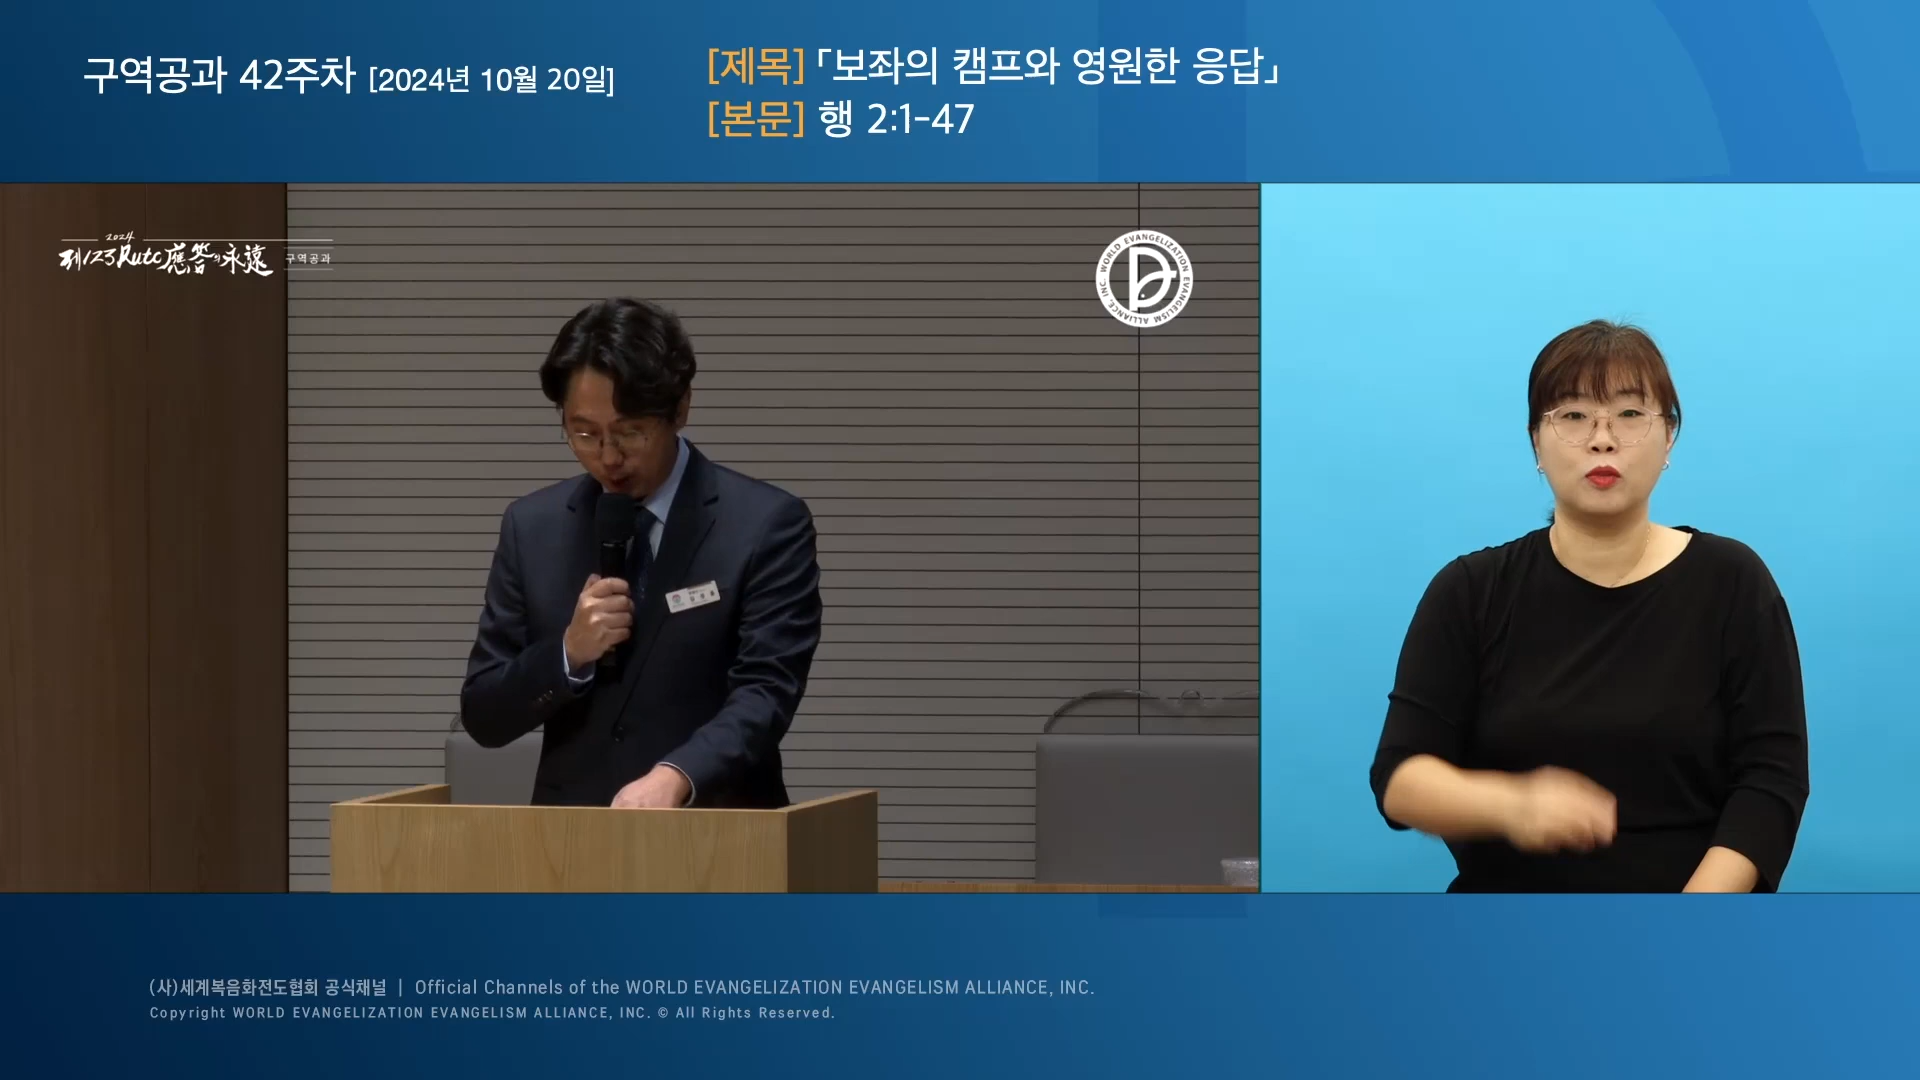 구역공과 42주차 [2024년 10월 20일]
[제목] 「보좌의 캠프와 영원한 응답」
[본문] 행 2:1-47
2024
제123 Rutc 應答의 永遠 구역공과
WORLD EVANGELIZATION EVANGELISM ALLIANCE, INC.
(사)세계복음화전도협회 공식채널 | Official Channels of the WORLD EVANGELIZATION EVANGELISM ALLIANCE, INC.
Copyright WORLD EVANGELIZATION EVANGELISM ALLIANCE, INC. © All Rights Reserved.